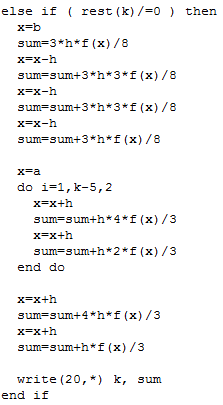 else if ( rest(k)/=0 ) then
  x=b
  sum=3*h*f(x)/8
  x=x-h
  sum=sum+3*h*3*f(x)/8
  x=x-h
  sum=sum+3*h*3*f(x)/8
  x=x-h
  sum=sum+3*h*f(x)/8

  x=a
  do i=1,k-5,2
    x=x+h
    sum=sum+h*4*f(x)/3
    x=x+h
    sum=sum+h*2*f(x)/3
  end do

  x=x+h
  sum=sum+4*h*f(x)/3
  x=x+h
  sum=sum+h*f(x)/3

  write(20,*) k, sum
end if